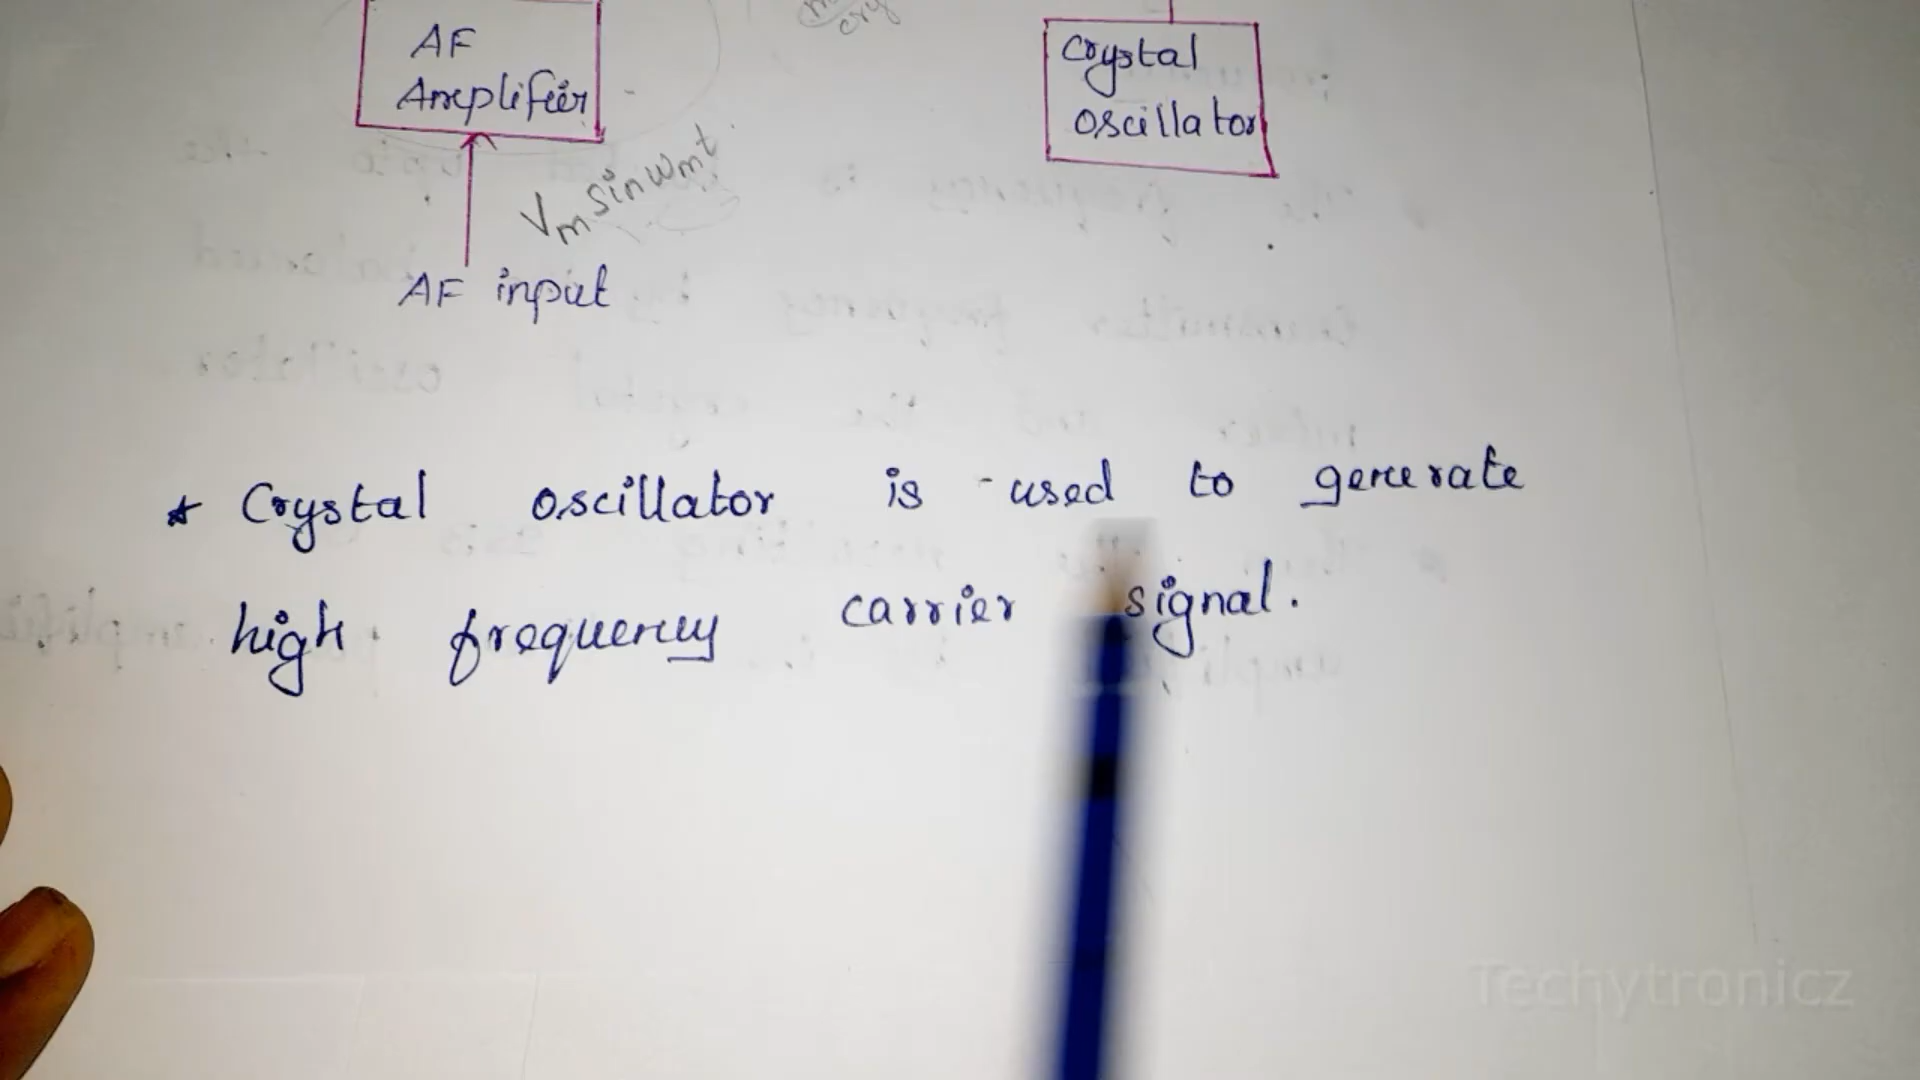 AF
Amplifier
Crystal
oscillator
Vm sin wmt
AF input
* Crystal oscillator is used to generate
high frequency carrier signal.
Techytronicz